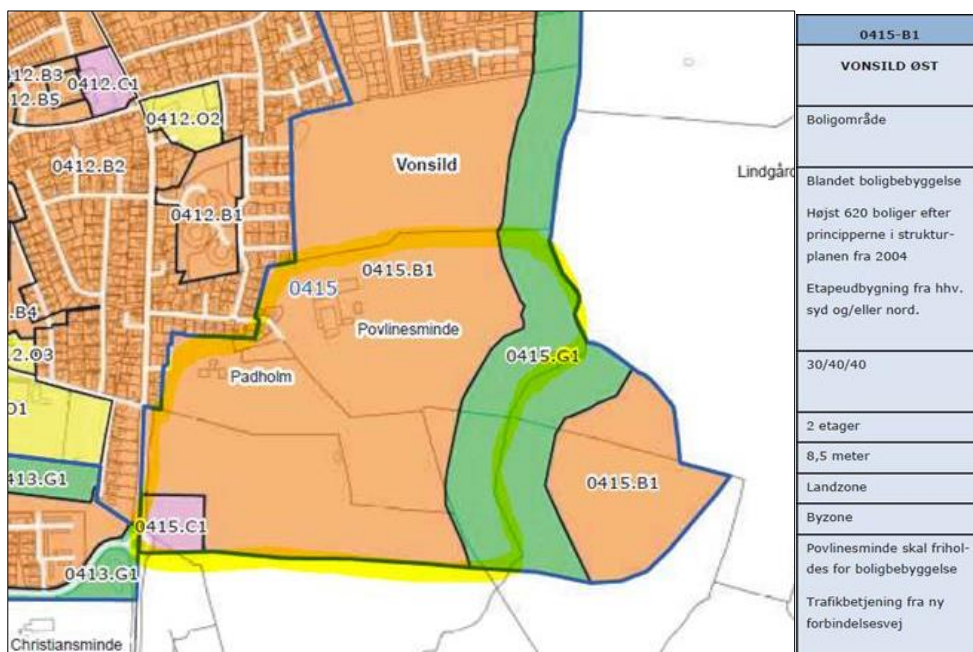 12.B3
12.B5
0412.C1
0412.O2
0412.B2
0412.B1
.B4
2.O3
O1
413.G1
0413.G1
0415.C1
Christiansminde
Vonsild
Lindgård
0415.B1
0415
Povlinesminde
Padholm
0415.G1
0415.B1
0415-B1
VONSILD ØST
Boligområde
Blandet boligbebyggelse
Højst 620 boliger efter
principperne i struktur-
planen fra 2004
Etapeudbygning fra hhv.
syd og/eller nord.
30/40/40
2 etager
8,5 meter
Landzone
Byzone
Povlinesminde skal frihol-
des for boligbebyggelse
Trafikbetjening fra ny
forbindelsesvej